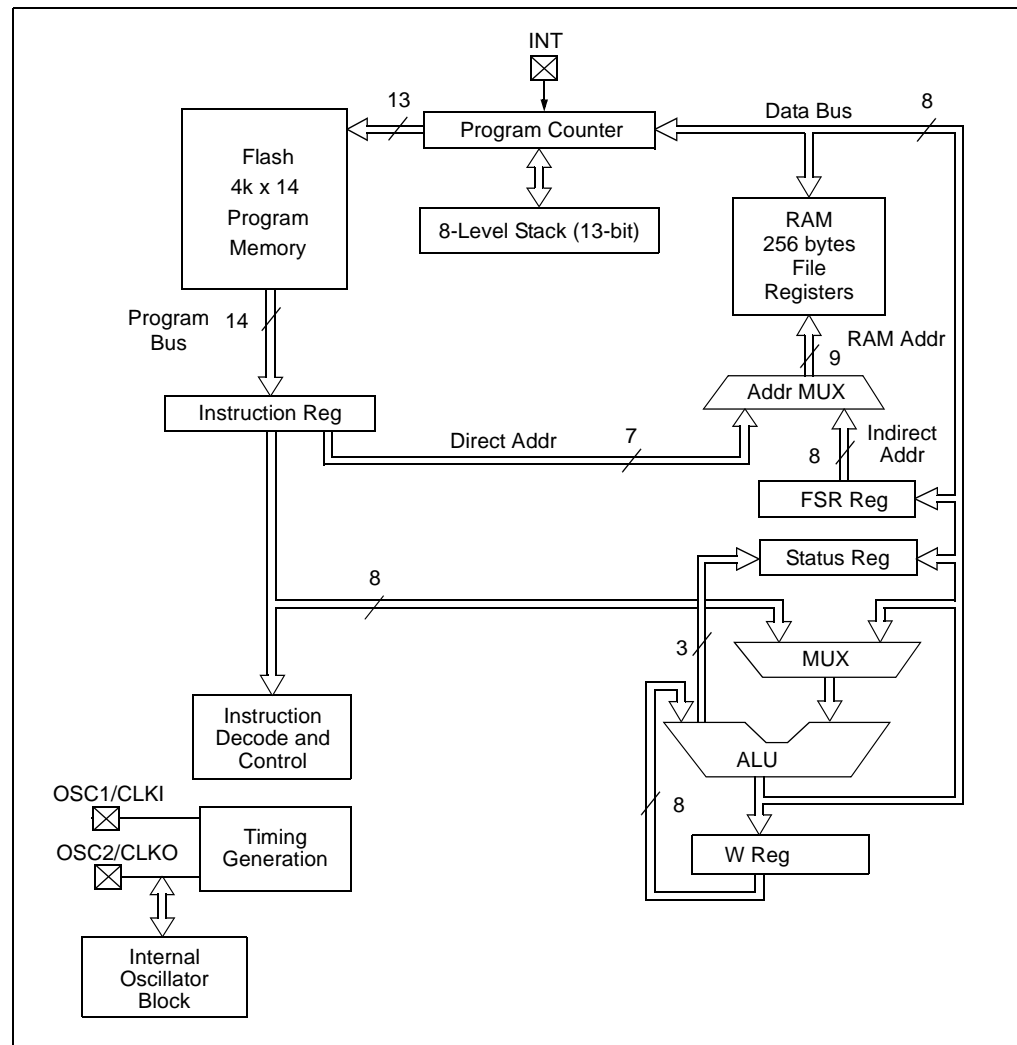 INT
13
Program Counter
Data Bus
8
Flash
4k x 14
Program
Memory
8-Level Stack (13-bit)
RAM
256 bytes
File
Registers
Program
Bus
14
RAM Addr
9
Addr MUX
Instruction Reg
Direct Addr
7
Indirect
Addr
8
FSR Reg
Status Reg
8
3
MUX
Instruction
Decode and
Control
ALU
OSC1/CLKI
Timing
Generation
8
OSC2/CLKO
W Reg
Internal
Oscillator
Block